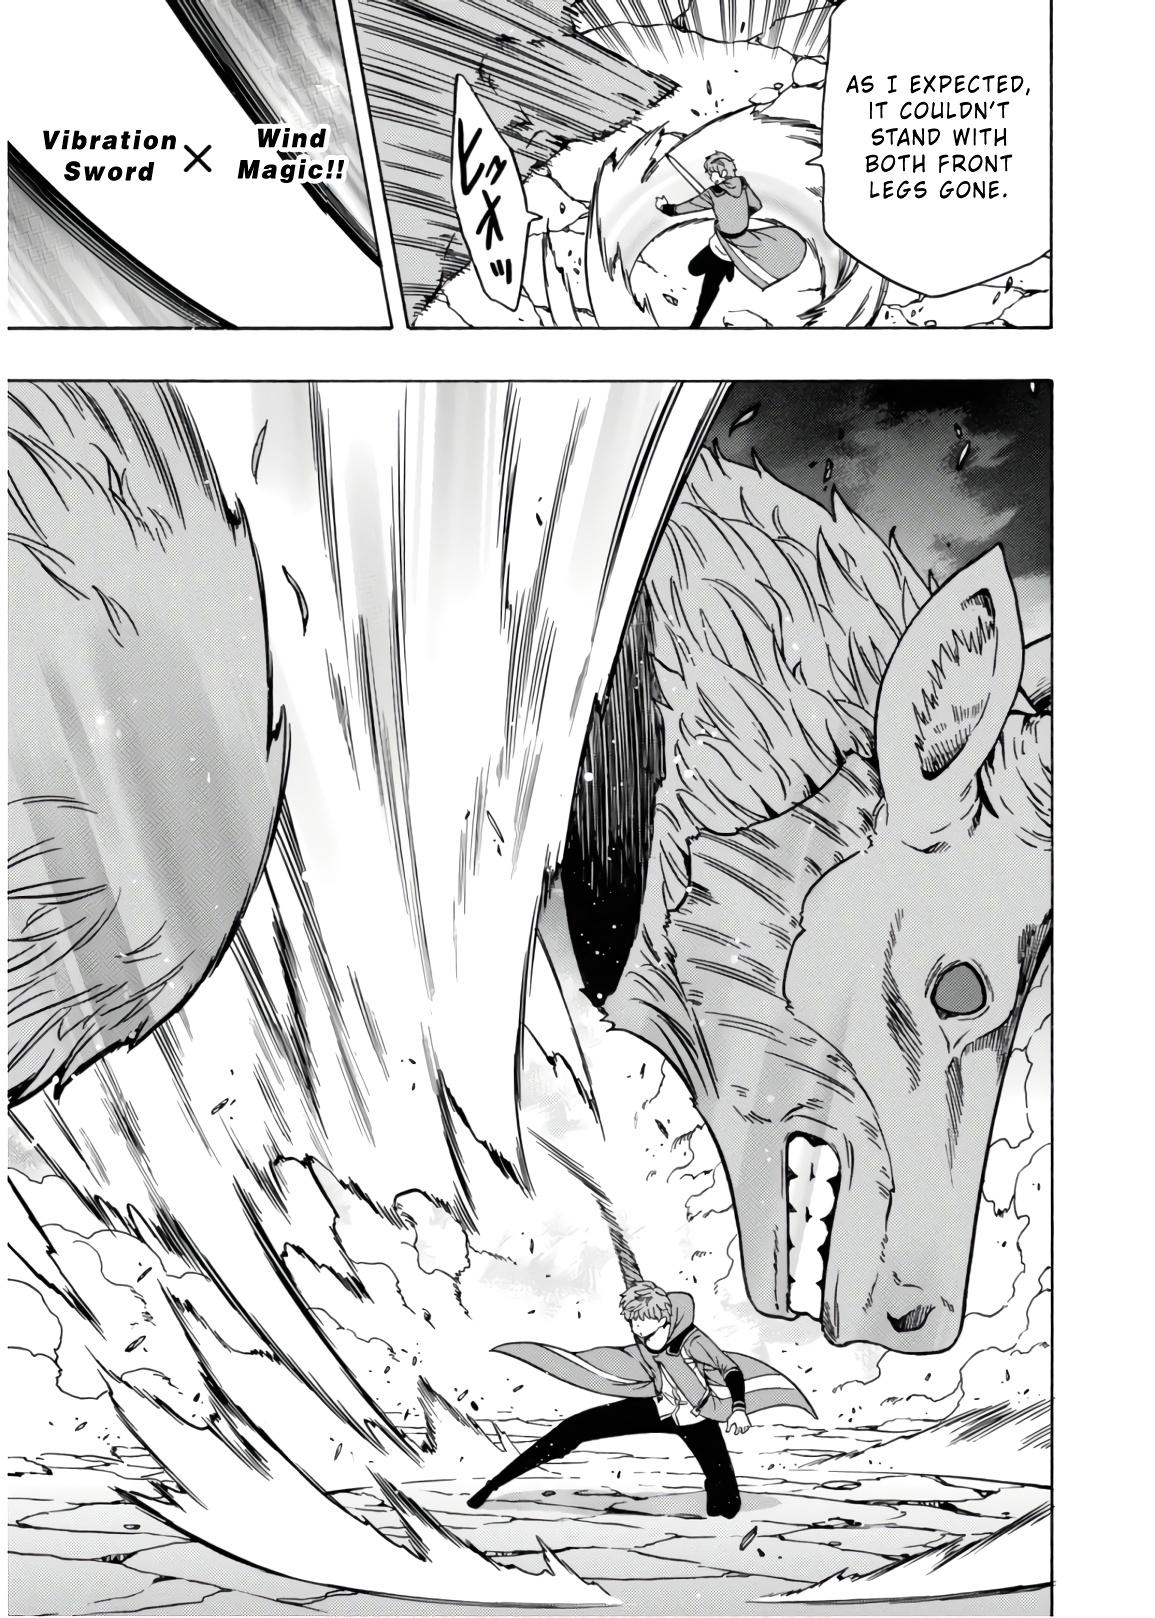 AS I EXPECTED,
IT COULDN'T
STAND WITH
BOTH FRONT
LEGS GONE.
ヒュオッ
Vibration
Sword
×
Wind
Magic!!